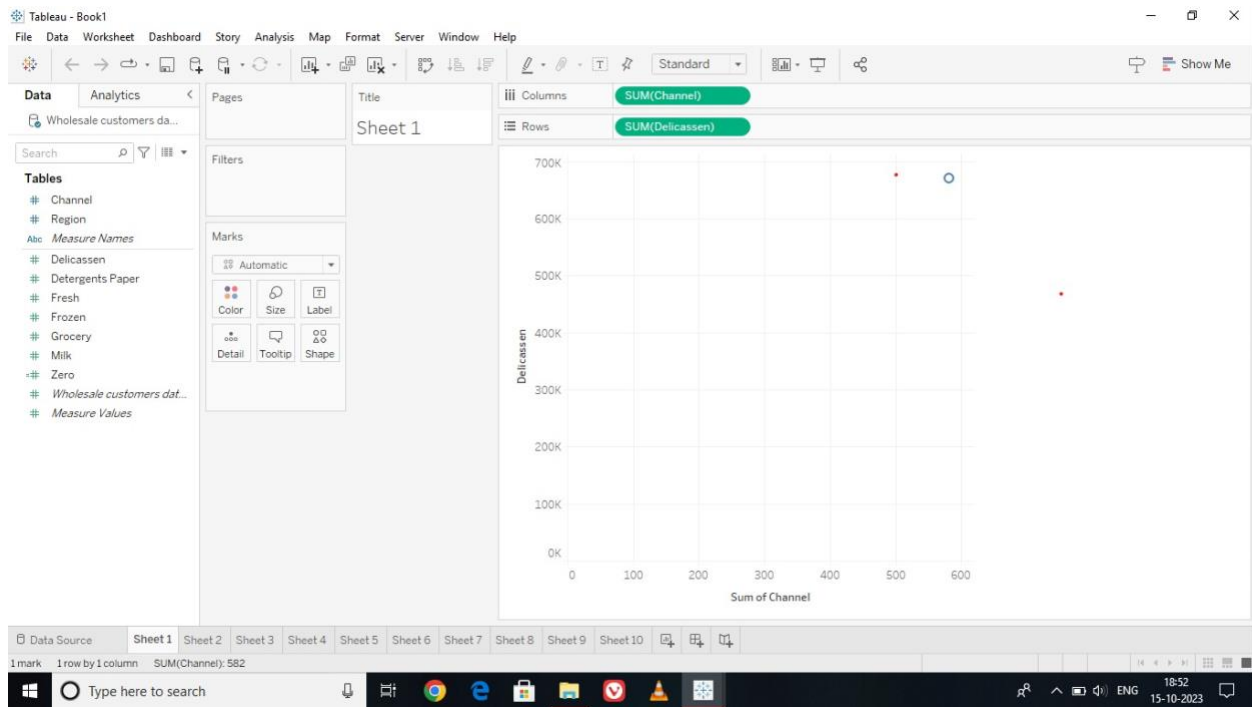 Tableau - Book1
File Data Worksheet Dashboard Story Analysis Map Format Server Window Help
Standard
Show Me
Data Analytics
Wholesale customers da...
Search
Tables
# Channel
# Region
Abc Measure Names
# Delicassen
# Detergents Paper
# Fresh
# Frozen
# Grocery
# Milk
=# Zero
# Wholesale customers dat...
# Measure Values
Pages
Filters
Marks
Automatic
Color Size Label
Detail Tooltip Shape
Title
Sheet 1
Columns SUM(Channel)
Rows SUM(Delicassen)
700K
600K
500K
400K
300K
200K
100K
0K
Delicassen
0 100 200 300 400 500 600
Sum of Channel
Data Source Sheet 1 Sheet 2 Sheet 3 Sheet 4 Sheet 5 Sheet 6 Sheet 7 Sheet 8 Sheet 9 Sheet 10
1 mark 1 row by 1 column SUM(Channel): 582
Type here to search
ENG
18:52
15-10-2023